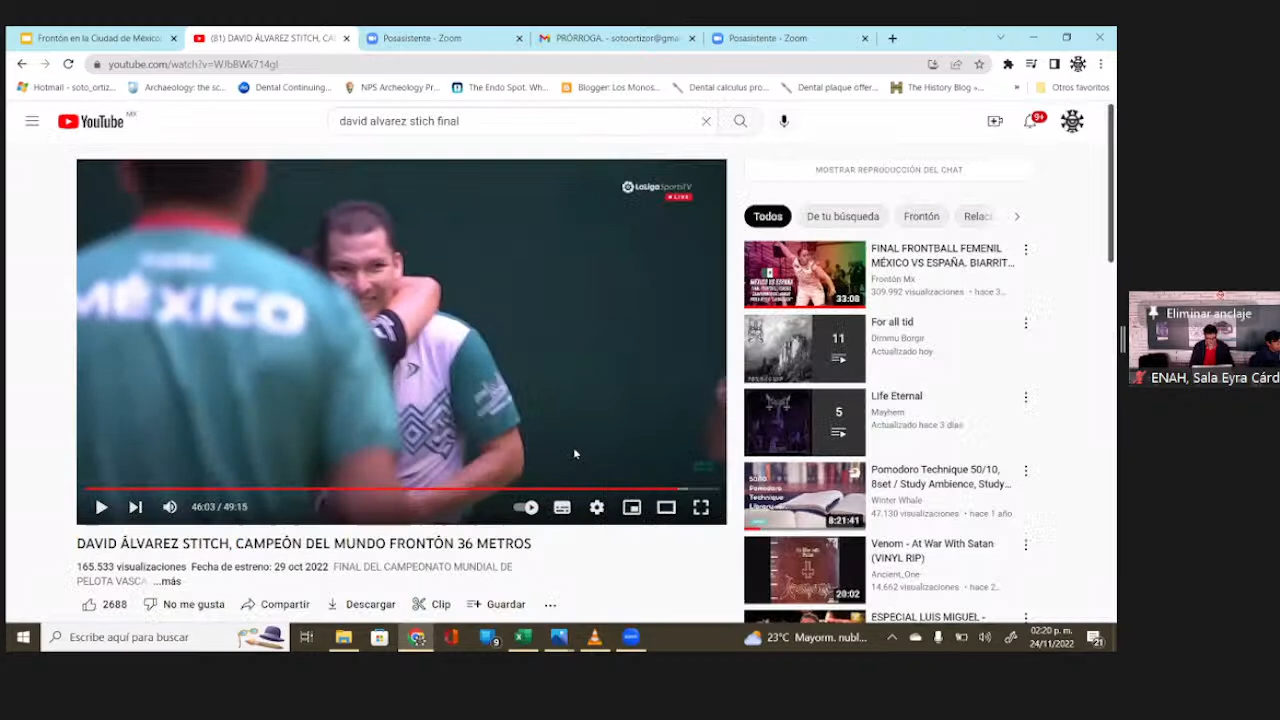 Frontón en la Ciudad de México:
(81) DAVID ÁLVAREZ STITCH, CA
Posasistente - Zoom
PRÓRROGA. - sotoortizor@gma
Posasistente - Zoom
youtube.com/watch?v=WJb8Wk714gI
Hotmail - soto_ortiz...
Archaeology: the sc...
Dental Continuing...
NPS Archeology Pr...
The Endo Spot. Wh...
Blogger: Los Monos...
Dental calculus pro...
Dental plaque offer...
The History Blog »...
»
Otros favoritos
YouTube MX
david alvarez stich final
9+
LaLigaSportsTV
LIVE
MOSTRAR REPRODUCCIÓN DEL CHAT
Todos
De tu búsqueda
Frontón
Relaci
FINAL FRONTBALL FEMENIL
MÉXICO VS ESPAÑA. BIARRIT...
Frontón Mx
309.992 visualizaciones • hace 3...
MÉXICO VS ESPAÑA
33:08
For all tid
Dimmu Borgir
Actualizado hoy
11
Life Eternal
Mayhem
Actualizado hace 3 días
5
Pomodoro Technique 50/10,
8set / Study Ambience, Study...
Winter Whale
47.130 visualizaciones • hace 1 año
Pomodoro
Technique
Library
8:21:41
Venom - At War With Satan
(VINYL RIP)
Ancient_One
14,662 visualizaciones • hace 2...
20:02
ESPECIAL LUIS MIGUEL -
46:03 / 49:15
DAVID ÁLVAREZ STITCH, CAMPEÓN DEL MUNDO FRONTÓN 36 METROS
165.533 visualizaciones Fecha de estreno: 29 oct 2022 FINAL DEL CAMPEONATO MUNDIAL DE
PELOTA VASCA ...más
2688
No me gusta
Compartir
Descargar
Clip
Guardar
...
Eliminar anclaje
ENAH, Sala Eyra Cárd
Escribe aquí para buscar
9
zoom
23°C Mayorm. nubl...
02:20 p. m.
24/11/2022
21